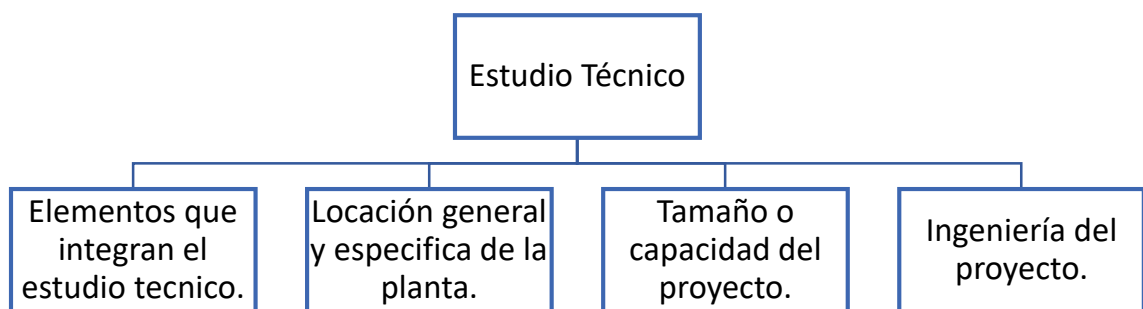 Estudio Técnico
Elementos que
integran el
estudio tecnico.
Locación general
y especifica de la
planta.
Tamaño o
capacidad del
proyecto.
Ingeniería del
proyecto.